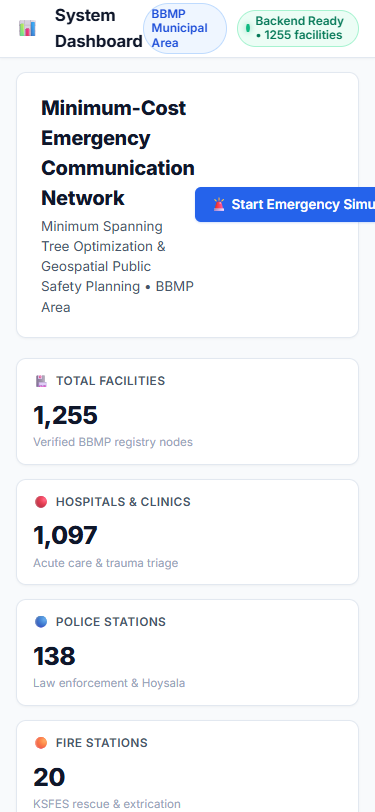 System
Dashboard
BBMP
Municipal
Area
Backend Ready
• 1255 facilities
Minimum-Cost
Emergency
Communication
Network
Minimum Spanning
Tree Optimization &
Geospatial Public
Safety Planning • BBMP
Area
Start Emergency Simu
TOTAL FACILITIES
1,255
Verified BBMP registry nodes
HOSPITALS & CLINICS
1,097
Acute care & trauma triage
POLICE STATIONS
138
Law enforcement & Hoysala
FIRE STATIONS
20
KSFES rescue & extrication